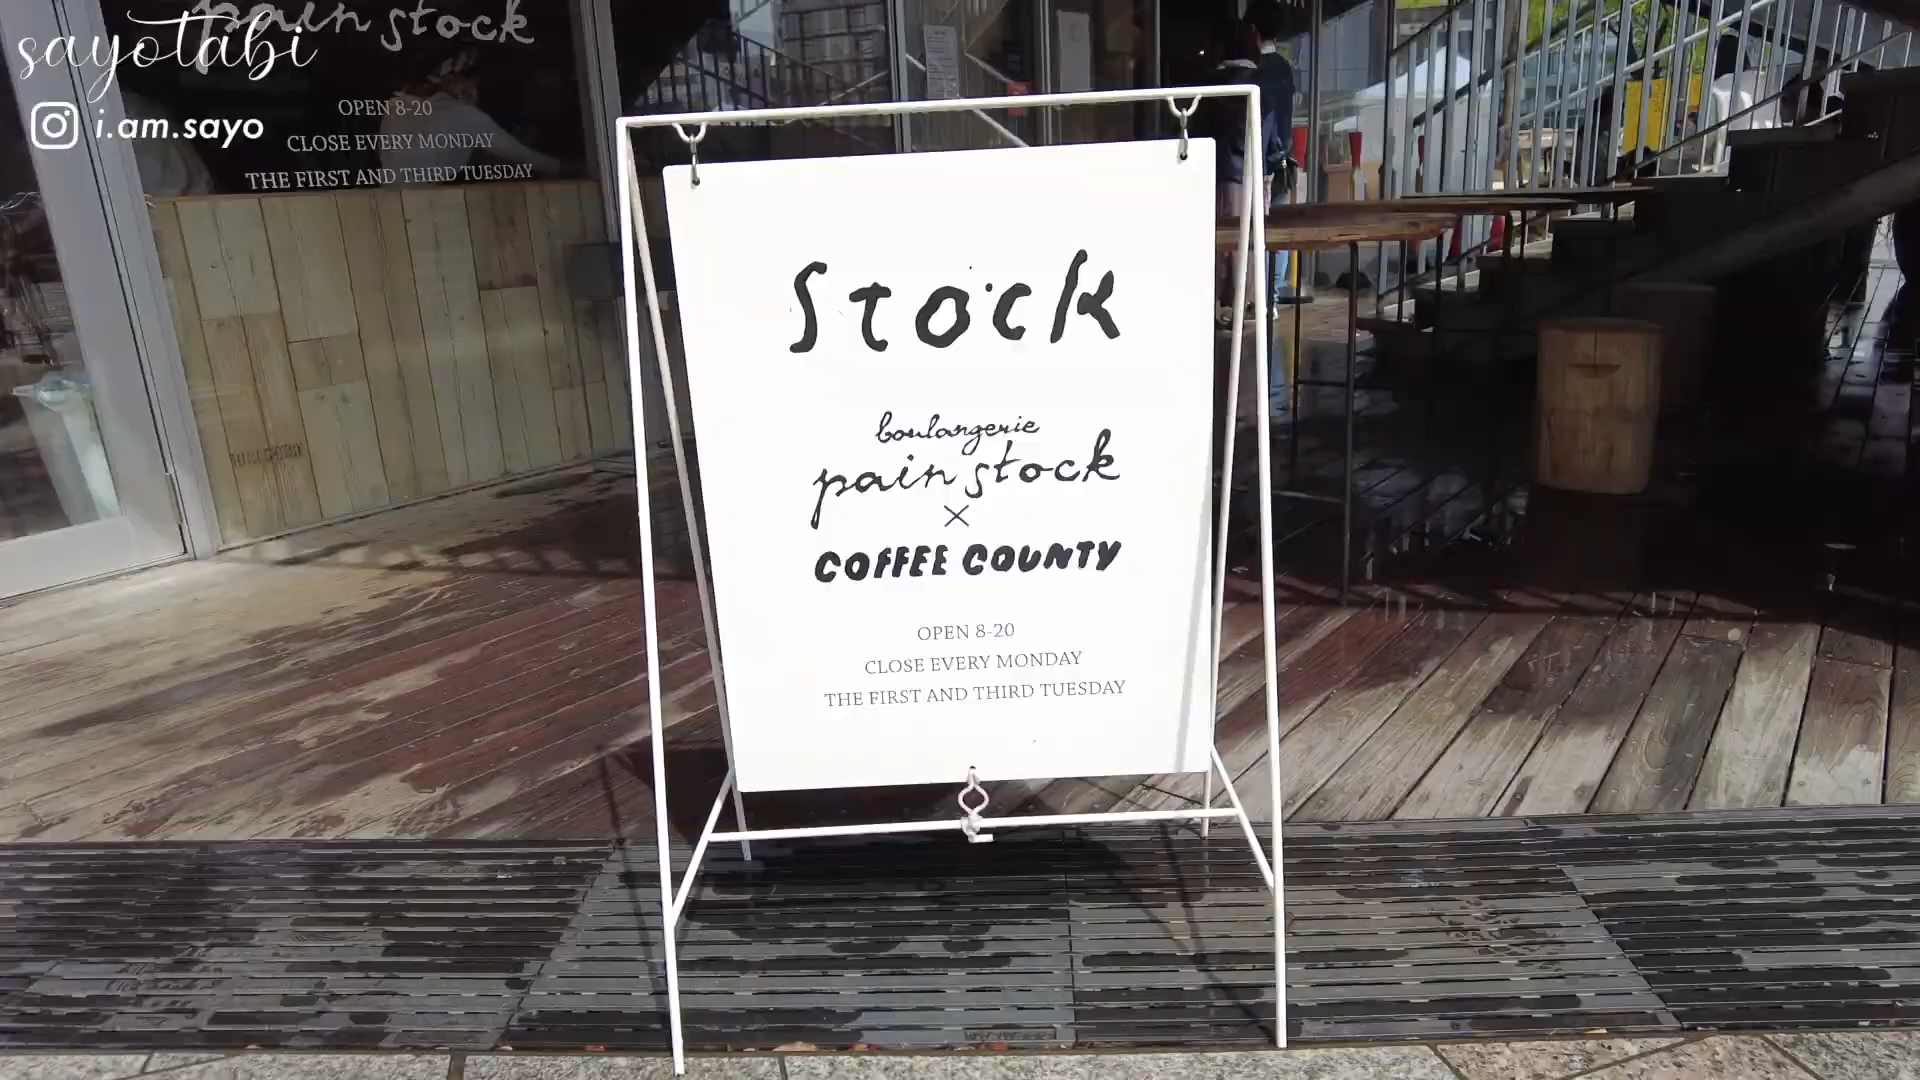 pain stock
sayotabi
i.am.sayo
OPEN 8-20
CLOSE EVERY MONDAY
THE FIRST AND THIRD TUESDAY
Stock
boulangerie
pain stock
×
COFFEE COUNTY
OPEN 8-20
CLOSE EVERY MONDAY
THE FIRST AND THIRD TUESDAY